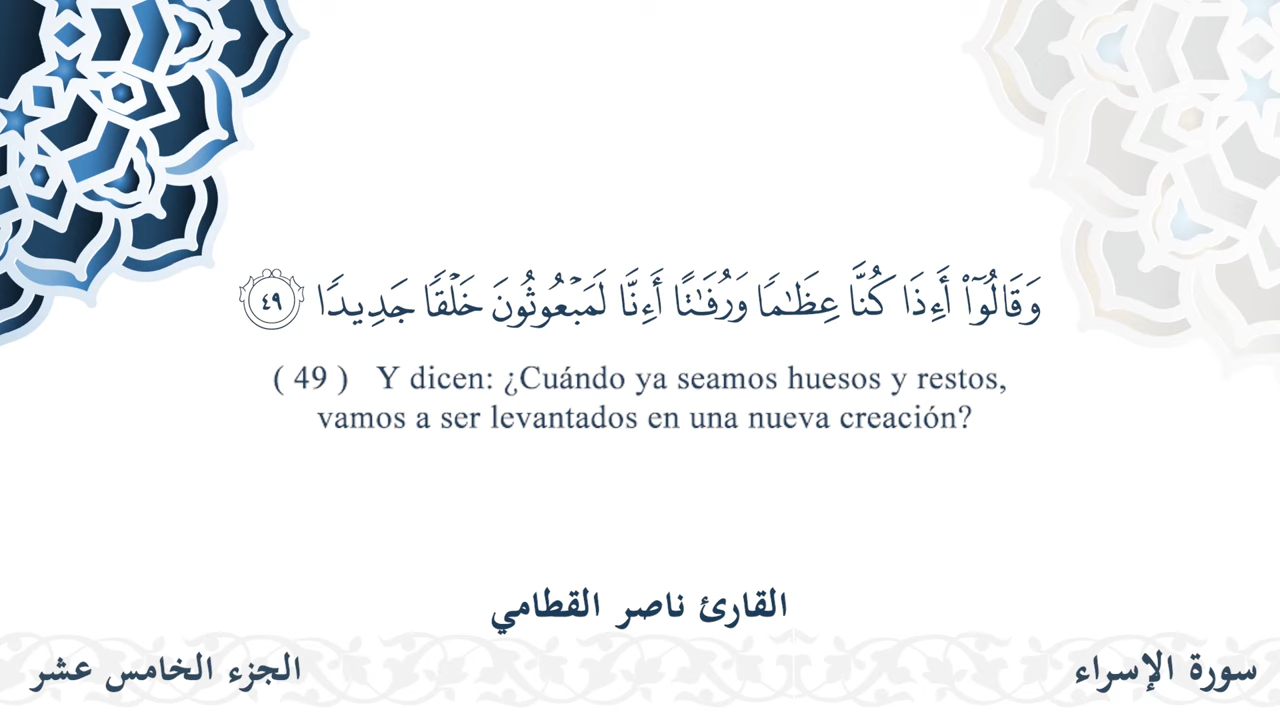 وَقَالُوٓا۟ أَءِذَا كُنَّا عِظَٰمًا وَرُفَٰتًا أَءِنَّا لَمَبْعُوثُونَ خَلْقًا جَدِيدًا ٤٩
( 49 ) Y dicen: ¿Cuándo ya seamos huesos y restos,
vamos a ser levantados en una nueva creación?
القارئ ناصر القطامي
سورة الإسراء
الجزء الخامس عشر